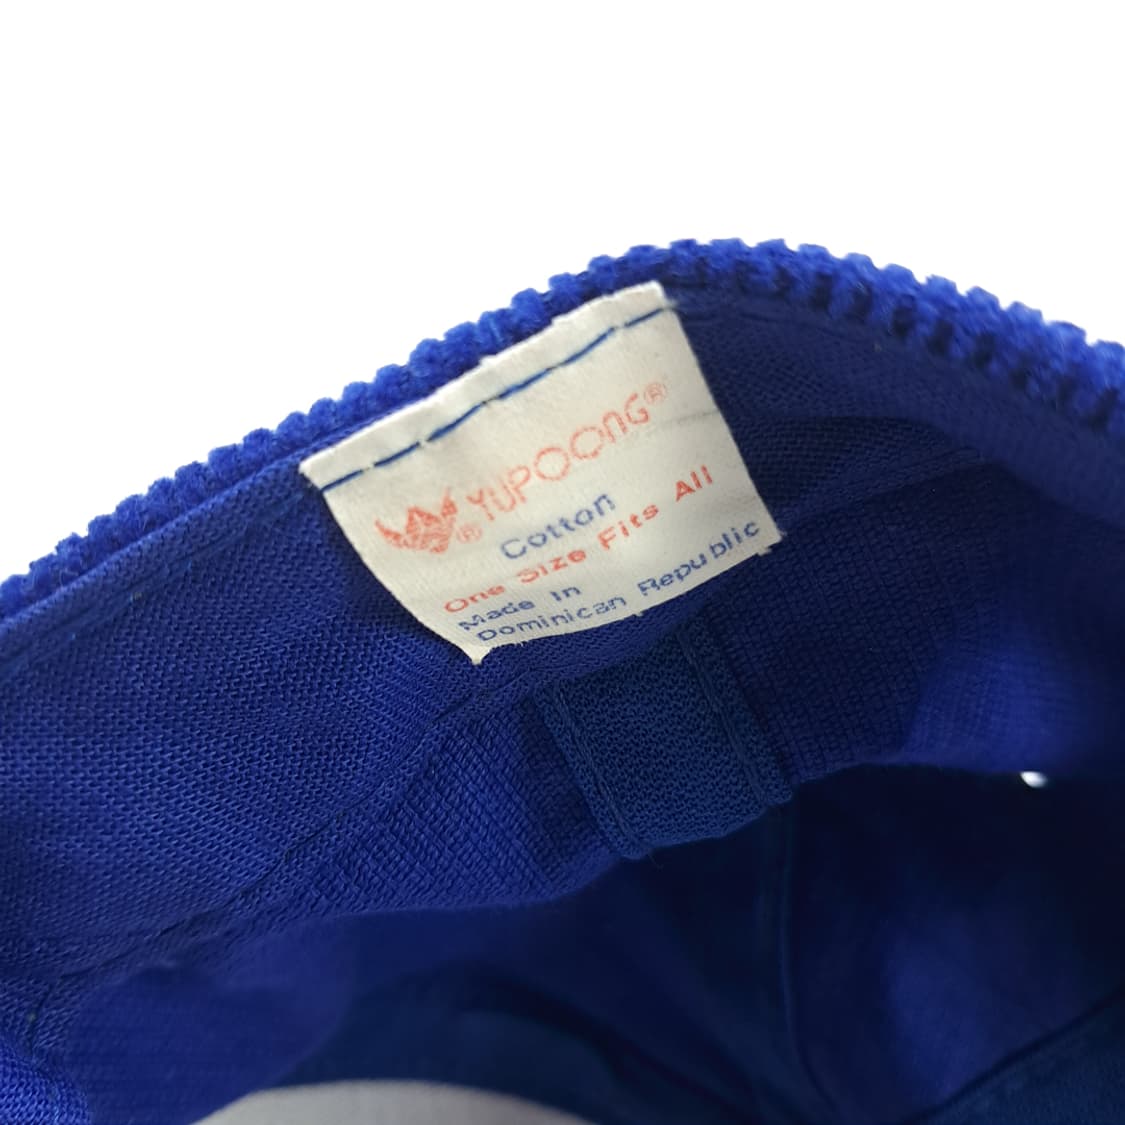 ® YUPOONG®
Cotton
One Size Fits All
Made In
Dominican Republic